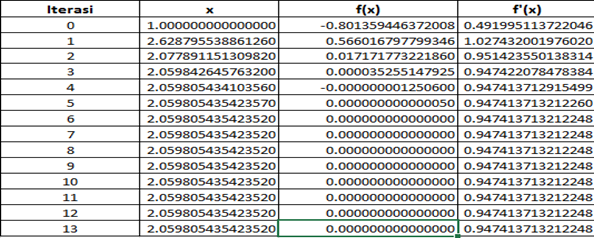 Iterasi x f(x) f'(x)
0 1.000000000000000 -0.801359446372008 0.491995113722046
1 2.628795538861260 0.566016797799346 1.027432001976020
2 2.077891151309820 0.017171773221860 0.951423550138314
3 2.059842645763200 0.000035255147925 0.947422078478384
4 2.059805434103560 -0.000000001250600 0.947413712915499
5 2.059805435423570 0.000000000000050 0.947413713212260
6 2.059805435423520 0.000000000000000 0.947413713212248
7 2.059805435423520 0.000000000000000 0.947413713212248
8 2.059805435423520 0.000000000000000 0.947413713212248
9 2.059805435423520 0.000000000000000 0.947413713212248
10 2.059805435423520 0.000000000000000 0.947413713212248
11 2.059805435423520 0.000000000000000 0.947413713212248
12 2.059805435423520 0.000000000000000 0.947413713212248
13 2.059805435423520 0.000000000000000 0.947413713212248